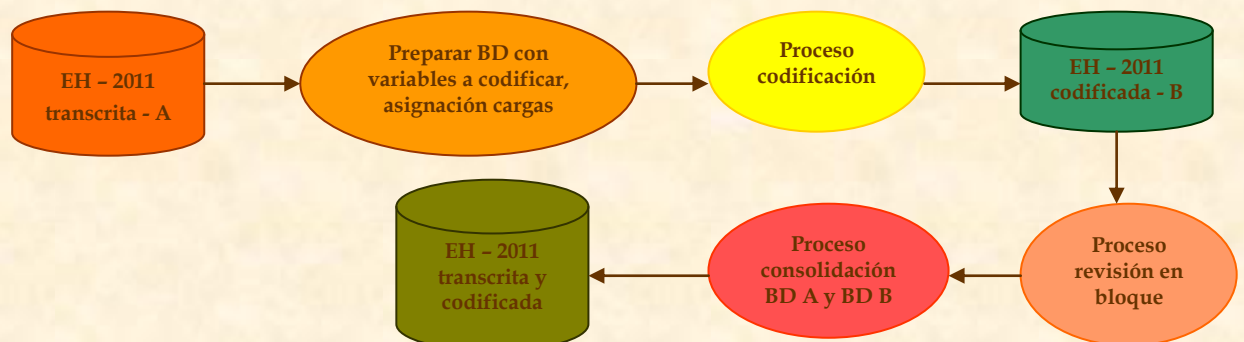 EH – 2011
transcrita - A
Preparar BD con
variables a codificar,
asignación cargas
Proceso
codificación
EH – 2011
codificada - B
Proceso
revisión en
bloque
Proceso
consolidación
BD A y BD B
EH – 2011
transcrita y
codificada